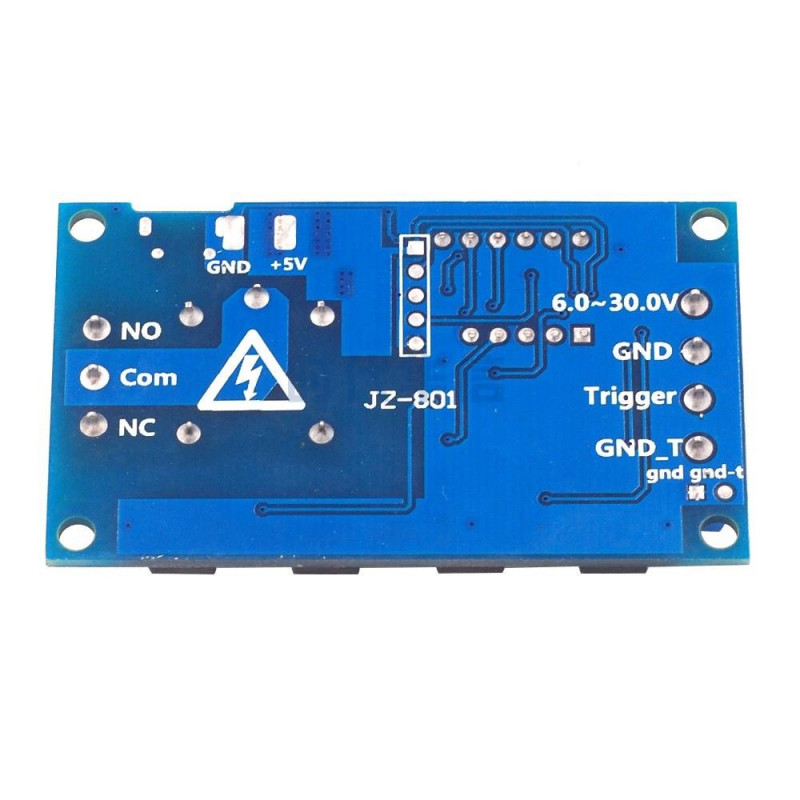 GND +5V
NO
Com
NC
JZ-801
6.0~30.0V
GND
Trigger
GND_T
gnd gnd-t